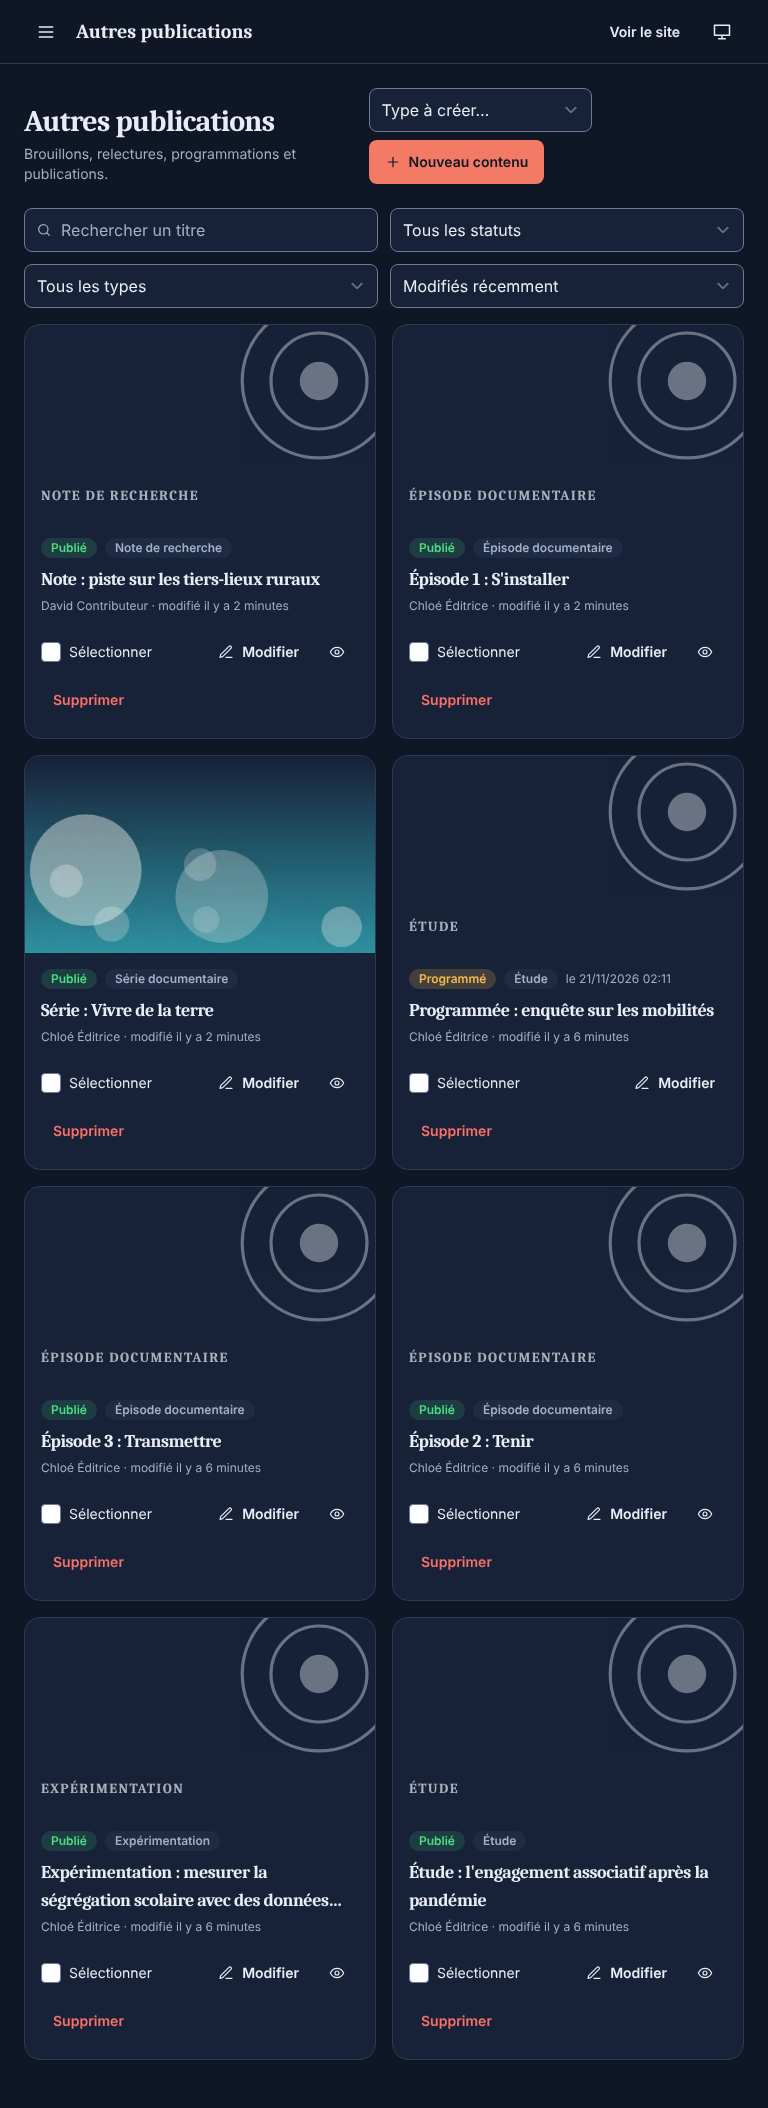 Autres publications
Voir le site
Autres publications
Brouillons, relectures, programmations et
publications.
Type à créer...
Nouveau contenu
Rechercher un titre
Tous les statuts
Tous les types
Modifiés récemment
NOTE DE RECHERCHE
Publié
Note de recherche
Note : piste sur les tiers-lieux ruraux
David Contributeur · modifié il y a 2 minutes
Sélectionner
Modifier
Supprimer
ÉPISODE DOCUMENTAIRE
Publié
Épisode documentaire
Épisode 1 : S'installer
Chloé Éditrice · modifié il y a 2 minutes
Sélectionner
Modifier
Supprimer
Publié
Série documentaire
Série : Vivre de la terre
Chloé Éditrice · modifié il y a 2 minutes
Sélectionner
Modifier
Supprimer
ÉTUDE
Programmé
Étude
le 21/11/2026 02:11
Programmée : enquête sur les mobilités
Chloé Éditrice · modifié il y a 6 minutes
Sélectionner
Modifier
Supprimer
ÉPISODE DOCUMENTAIRE
Publié
Épisode documentaire
Épisode 3 : Transmettre
Chloé Éditrice · modifié il y a 6 minutes
Sélectionner
Modifier
Supprimer
ÉPISODE DOCUMENTAIRE
Publié
Épisode documentaire
Épisode 2 : Tenir
Chloé Éditrice · modifié il y a 6 minutes
Sélectionner
Modifier
Supprimer
EXPÉRIMENTATION
Publié
Expérimentation
Expérimentation : mesurer la
ségrégation scolaire avec des données...
Chloé Éditrice · modifié il y a 6 minutes
Sélectionner
Modifier
Supprimer
ÉTUDE
Publié
Étude
Étude : l'engagement associatif après la
pandémie
Chloé Éditrice · modifié il y a 6 minutes
Sélectionner
Modifier
Supprimer